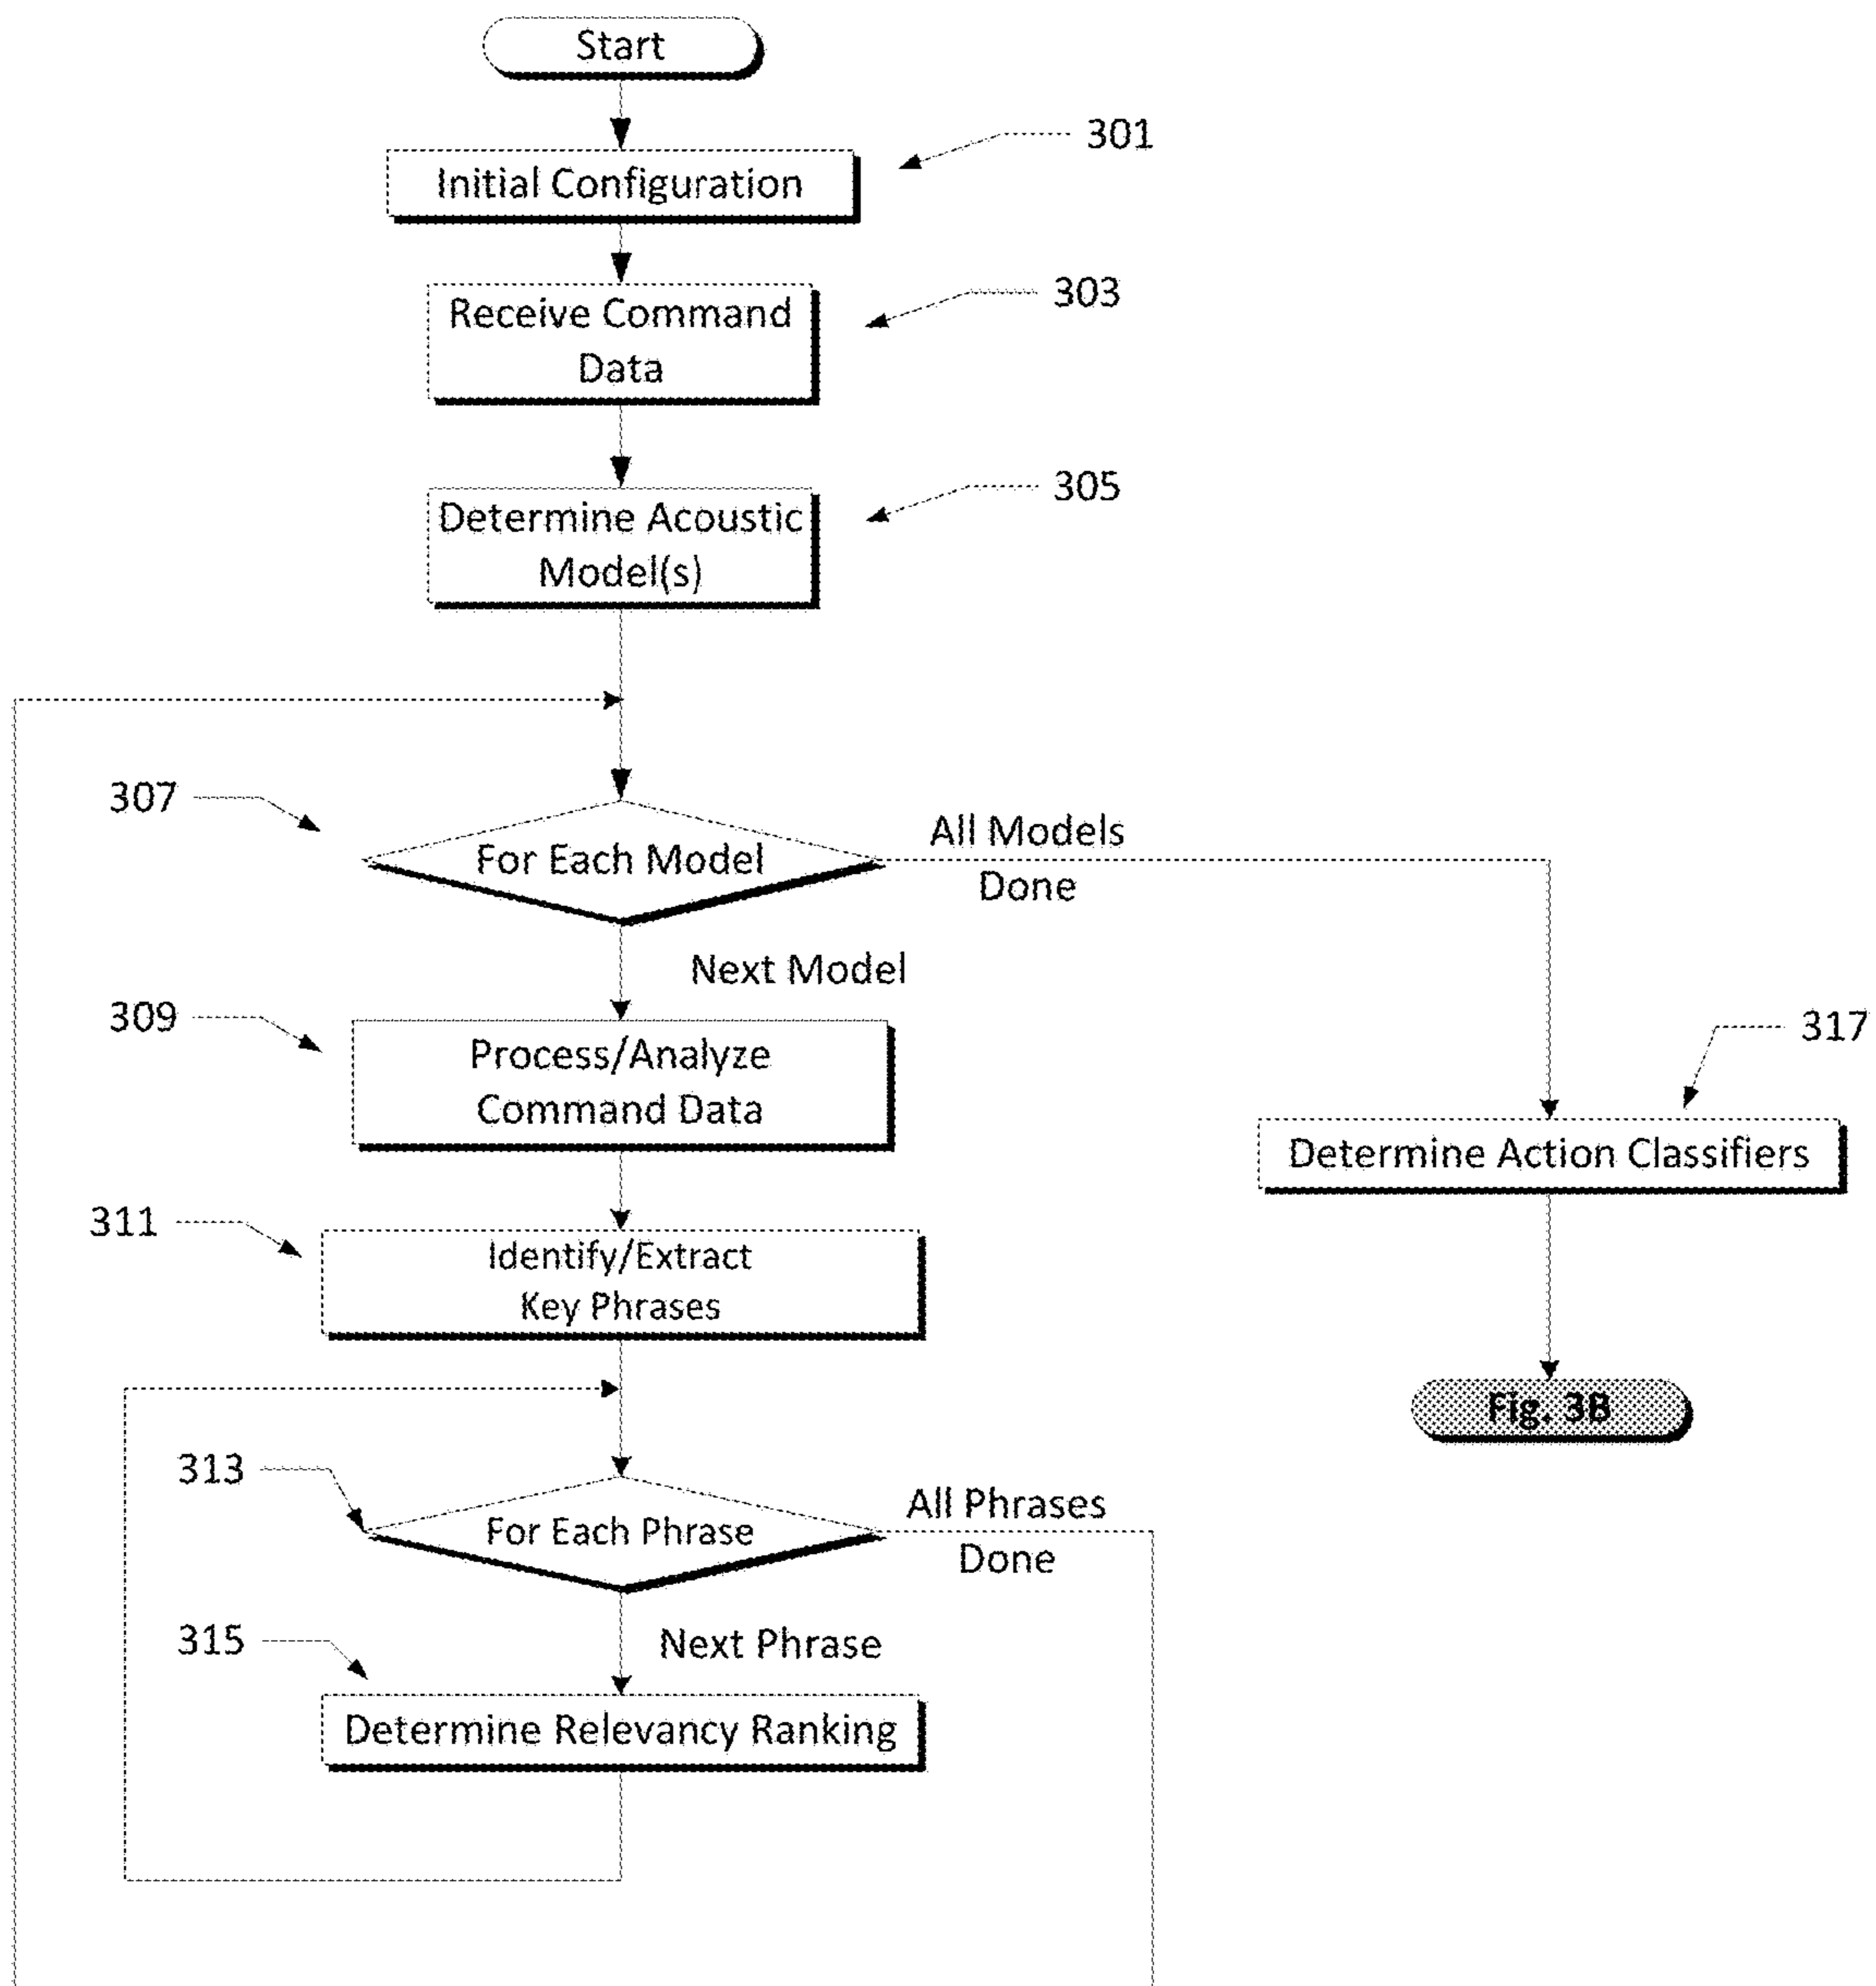 Start
301
Initial Configuration
303
Receive Command
Data
305
Determine Acoustic
Model(s)
307
For Each Model
All Models
Done
Next Model
309
Process/Analyze
Command Data
317
Determine Action Classifiers
311
Identify/Extract
Key Phrases
Fig. 3B
313
For Each Phrase
All Phrases
Done
315
Next Phrase
Determine Relevancy Ranking